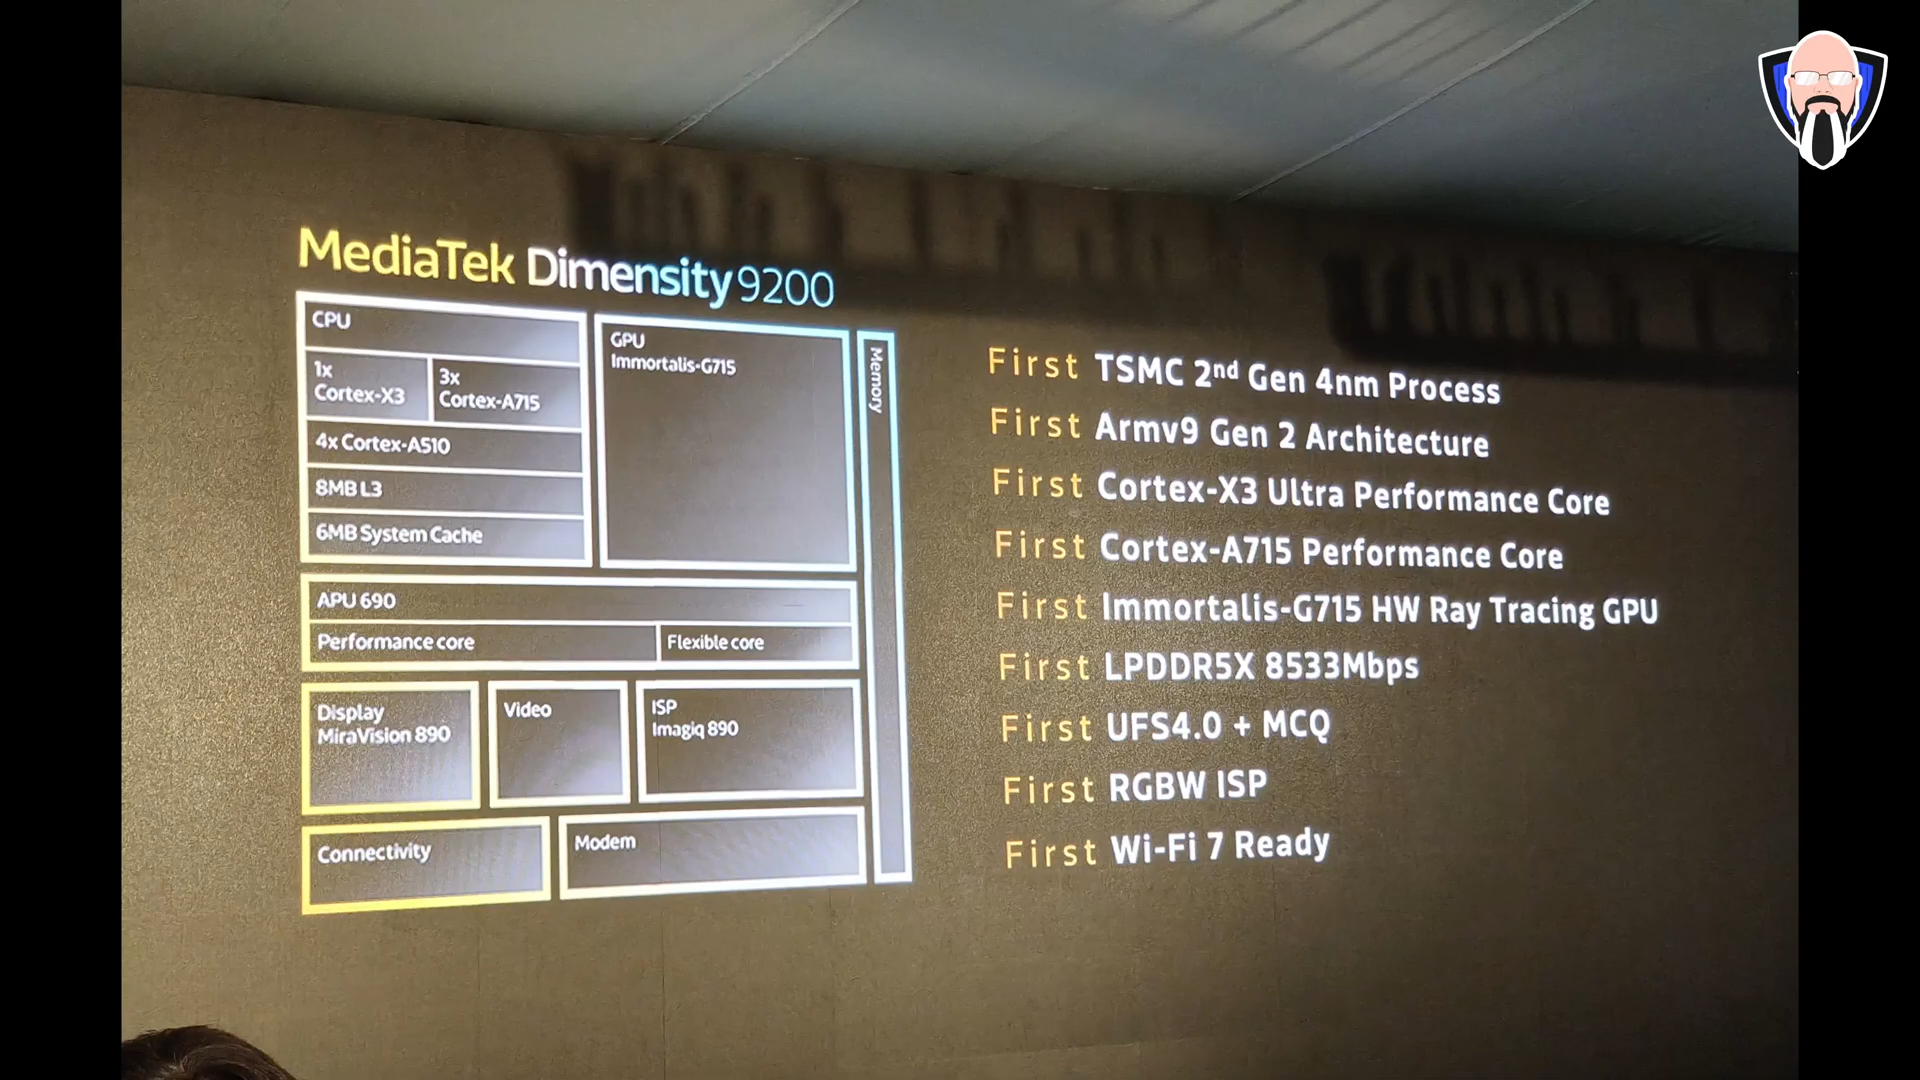 MediaTek Dimensity 9200
CPU
1x
Cortex-X3
3x
Cortex-A715
4x Cortex-A510
8MB L3
6MB System Cache
GPU
Immortalis-G715
Memory
APU 690
Performance core
Flexible core
Display
MiraVision 890
Video
ISP
Imagiq 890
Connectivity
Modem
First TSMC 2nd Gen 4nm Process
First Armv9 Gen 2 Architecture
First Cortex-X3 Ultra Performance Core
First Cortex-A715 Performance Core
First Immortalis-G715 HW Ray Tracing GPU
First LPDDR5X 8533Mbps
First UFS4.0 + MCQ
First RGBW ISP
First Wi-Fi 7 Ready